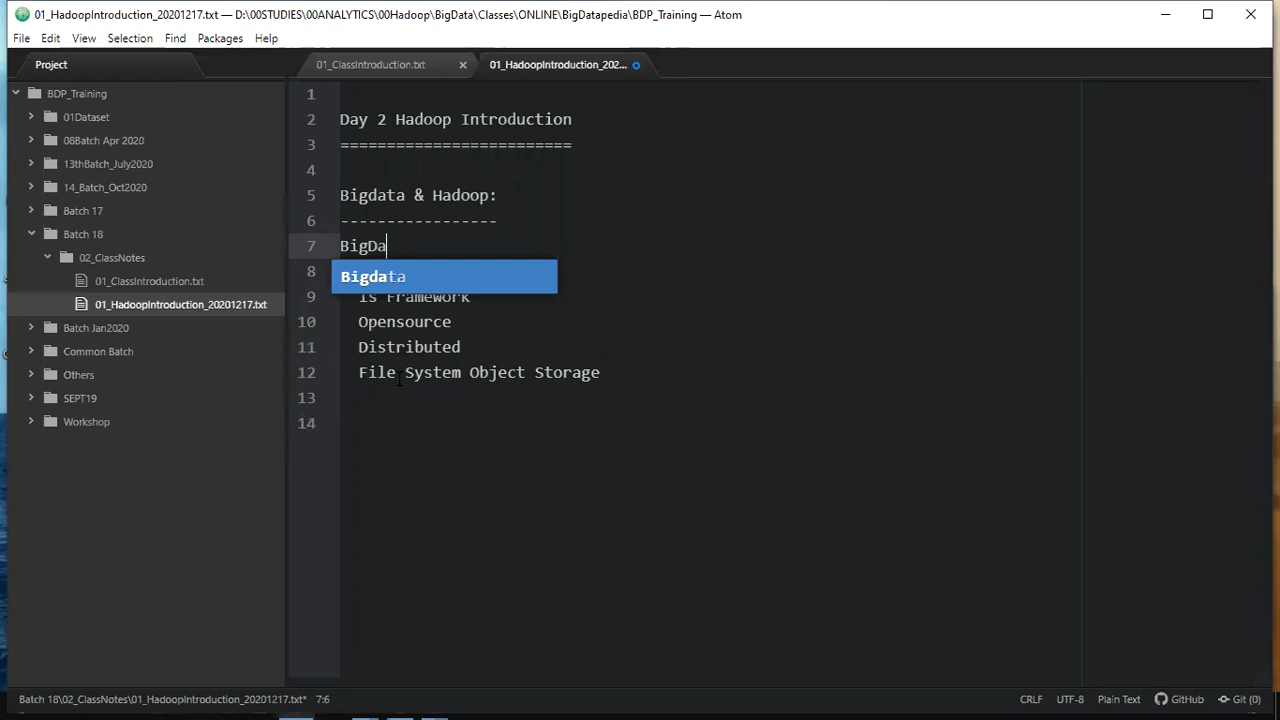 01_HadoopIntroduction_20201217.txt — D:\00STUDIES\00ANALYTICS\00Hadoop\BigData\Classes\ONLINE\BigDatapedia\BDP_Training — Atom
File Edit View Selection Find Packages Help
Project
01_ClassIntroduction.txt
01_HadoopIntroduction_202...
BDP_Training
01Dataset
08Batch Apr 2020
13thBatch_July2020
14_Batch_Oct2020
Batch 17
Batch 18
02_ClassNotes
01_ClassIntroduction.txt
01_HadoopIntroduction_20201217.txt
Batch Jan2020
Common Batch
Others
SEPT19
Workshop
1
2 Day 2 Hadoop Introduction
3 =========================
4
5 Bigdata & Hadoop:
6 -----------------
7 BigDa
8 Bigdata
9 Is Framework
10 Opensource
11 Distributed
12 File System Object Storage
13
14
Batch 18\02_ClassNotes\01_HadoopIntroduction_20201217.txt* 7:6
CRLF UTF-8 Plain Text GitHub Git (0)